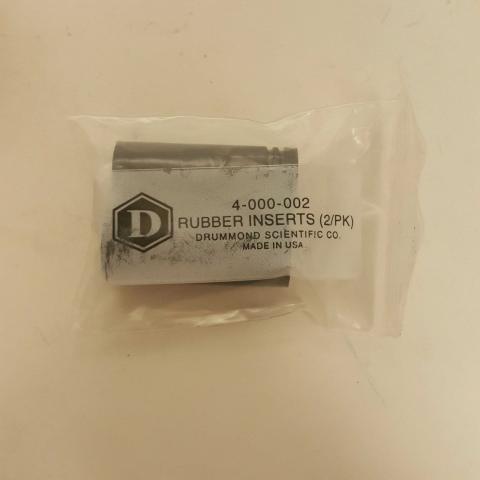 4-000-002
D RUBBER INSERTS (2/PK)
DRUMMOND SCIENTIFIC CO.
MADE IN USA